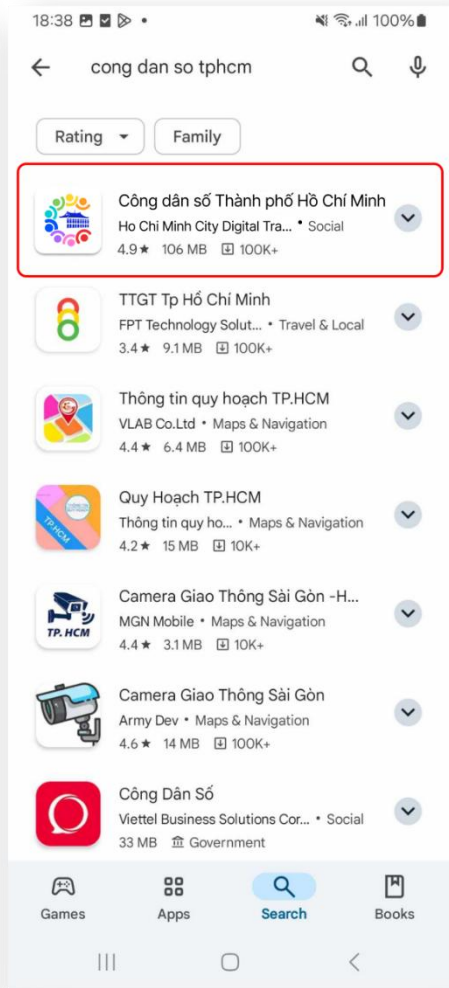 18:38 100%
cong dan so tphcm
Rating Family
Công dân số Thành phố Hồ Chí Minh
Ho Chi Minh City Digital Tra... • Social
4.9★ 106 MB 100K+
TTGT Tp Hồ Chí Minh
FPT Technology Solut... • Travel & Local
3.4★ 9.1 MB 100K+
Thông tin quy hoạch TP.HCM
VLAB Co.Ltd • Maps & Navigation
4.4★ 6.4 MB 100K+
Quy Hoạch TP.HCM
Thông tin quy ho... • Maps & Navigation
4.2★ 15 MB 10K+
TP.HCM
Camera Giao Thông Sài Gòn -H...
MGN Mobile • Maps & Navigation
4.4★ 3.1 MB 10K+
TP. HCM
Camera Giao Thông Sài Gòn
Army Dev • Maps & Navigation
4.6★ 14 MB 100K+
Công Dân Số
Viettel Business Solutions Cor... • Social
33 MB Government
Games Apps Search Books